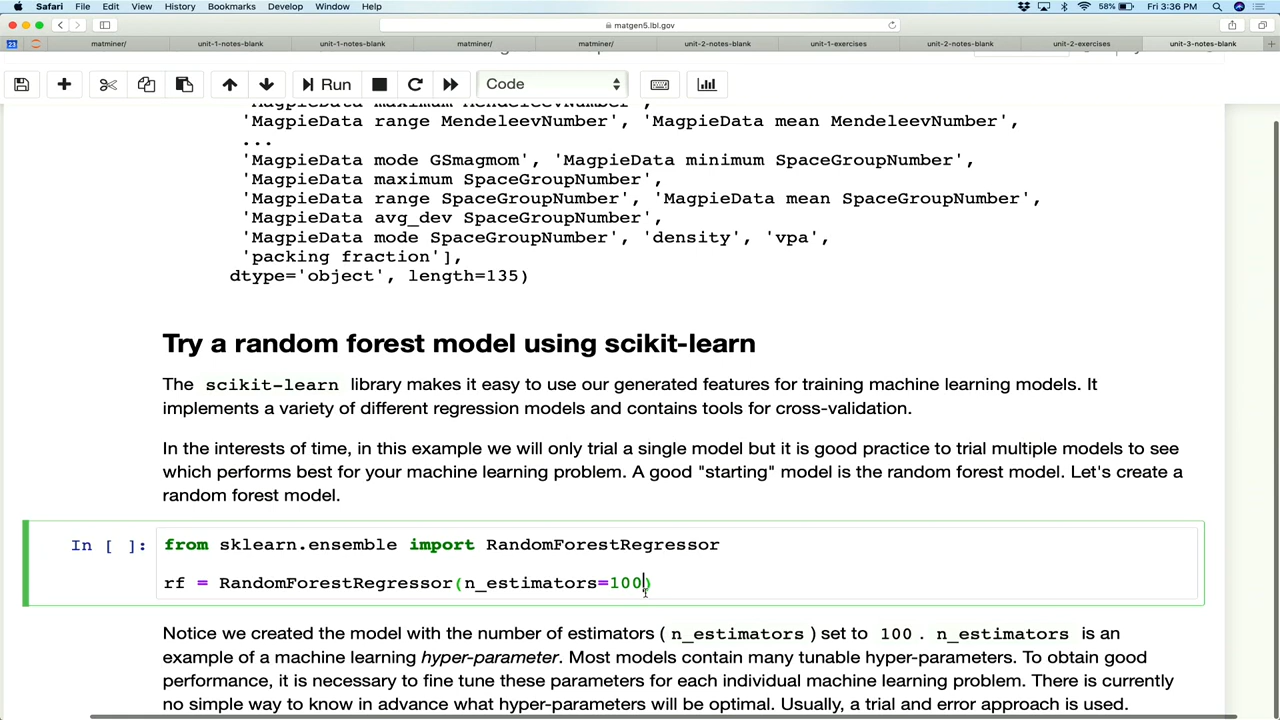 Safari File Edit View History Bookmarks Develop Window Help 58% Fri 3:36 PM
matgen5.lbl.gov
23 matminer/ unit-1-notes-blank unit-1-notes-blank matminer/ matminer/ unit-2-notes-blank unit-1-exercises unit-2-notes-blank unit-2-exercises unit-3-notes-blank
Run Code
'MagpieData maximum MendeleevNumber',
'MagpieData range MendeleevNumber', 'MagpieData mean MendeleevNumber',
...
'MagpieData mode GSmagmom', 'MagpieData minimum SpaceGroupNumber',
'MagpieData maximum SpaceGroupNumber',
'MagpieData range SpaceGroupNumber', 'MagpieData mean SpaceGroupNumber',
'MagpieData avg_dev SpaceGroupNumber',
'MagpieData mode SpaceGroupNumber', 'density', 'vpa',
'packing fraction'],
dtype='object', length=135)
Try a random forest model using scikit-learn
The scikit-learn library makes it easy to use our generated features for training machine learning models. It
implements a variety of different regression models and contains tools for cross-validation.
In the interests of time, in this example we will only trial a single model but it is good practice to trial multiple models to see
which performs best for your machine learning problem. A good "starting" model is the random forest model. Let's create a
random forest model.
In [ ]: from sklearn.ensemble import RandomForestRegressor
rf = RandomForestRegressor(n_estimators=100)
Notice we created the model with the number of estimators ( n_estimators ) set to 100 . n_estimators is an
example of a machine learning hyper-parameter. Most models contain many tunable hyper-parameters. To obtain good
performance, it is necessary to fine tune these parameters for each individual machine learning problem. There is currently
no simple way to know in advance what hyper-parameters will be optimal. Usually, a trial and error approach is used.